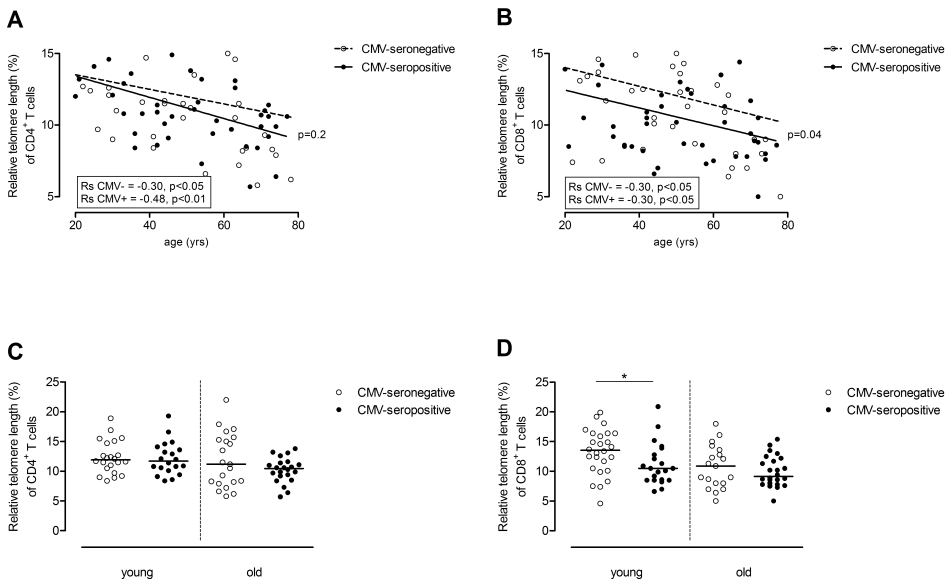 A
Relative telomere length (%)
of CD4+ T cells
15
10
5
20
40
60
80
age (yrs)
CMV-seronegative
CMV-seropositive
p=0.2
Rs CMV- = -0.30, p<0.05
Rs CMV+ = -0.48, p<0.01
B
Relative telomere length (%)
of CD8+ T cells
15
10
5
20
40
60
80
age (yrs)
CMV-seronegative
CMV-seropositive
p=0.04
Rs CMV- = -0.30, p<0.05
Rs CMV+ = -0.30, p<0.05
C
Relative telomere length (%)
of CD4+ T cells
25
20
15
10
5
0
young
old
CMV-seronegative
CMV-seropositive
D
Relative telomere length (%)
of CD8+ T cells
25
20
15
10
5
0
*
young
old
CMV-seronegative
CMV-seropositive